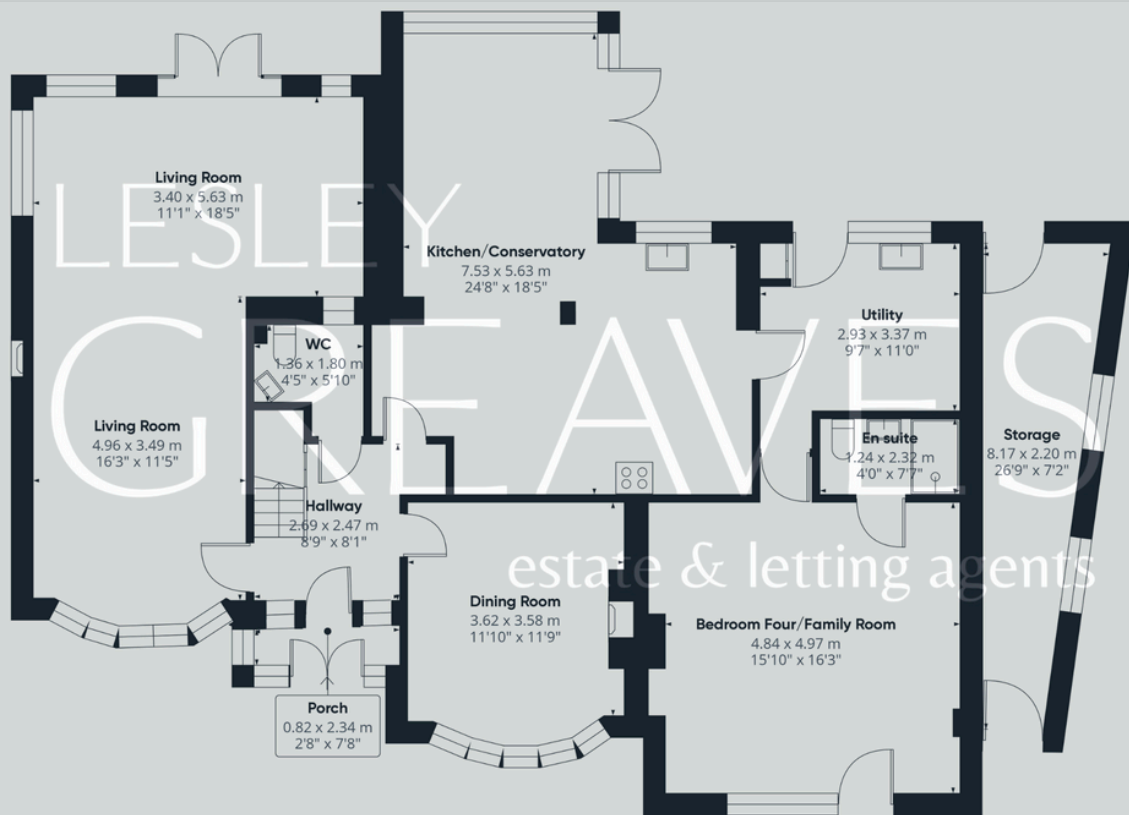 Living Room
3.40 x 5.63 m
11'1" x 18'5"
LESLEY
Kitchen/Conservatory
7.53 x 5.63 m
24'8" x 18'5"
Utility
2.93 x 3.37 m
9'7" x 11'0"
GREAVES
WC
1.36 x 1.80 m
4'5" x 5'10"
Living Room
4.96 x 3.49 m
16'3" x 11'5"
En suite
1.24 x 2.32 m
4'0" x 7'7"
Storage
8.17 x 2.20 m
26'9" x 7'2"
Hallway
2.69 x 2.47 m
8'9" x 8'1"
estate & letting agents
Dining Room
3.62 x 3.58 m
11'10" x 11'9"
Bedroom Four/Family Room
4.84 x 4.97 m
15'10" x 16'3"
Porch
0.82 x 2.34 m
2'8" x 7'8"